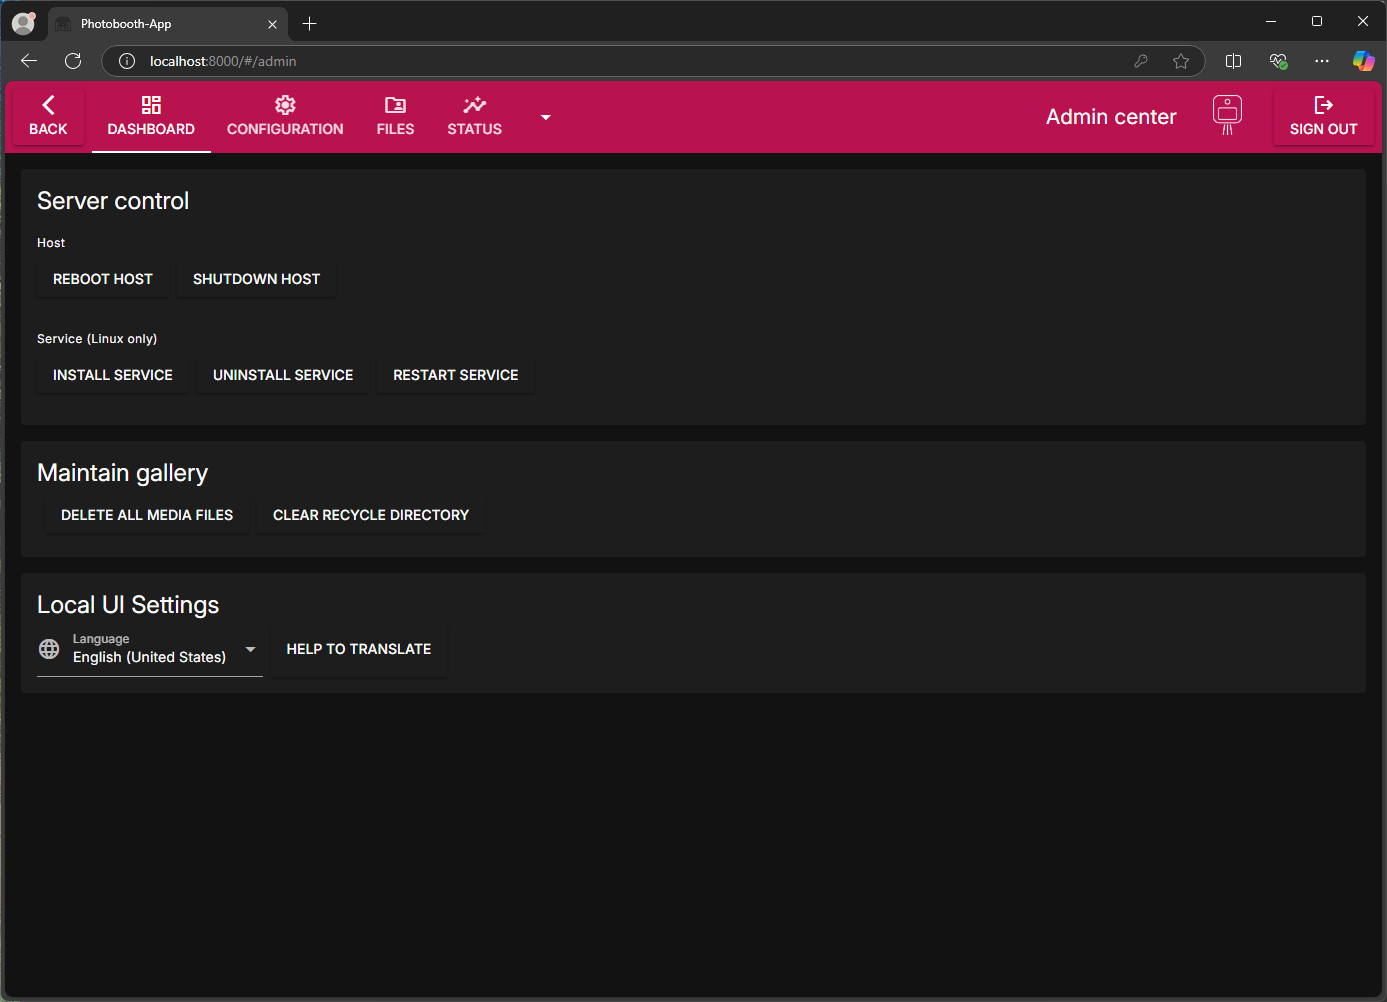 Photobooth-App
localhost:8000/#/admin
BACK
DASHBOARD
CONFIGURATION
FILES
STATUS
Admin center
SIGN OUT
Server control
Host
REBOOT HOST
SHUTDOWN HOST
Service (Linux only)
INSTALL SERVICE
UNINSTALL SERVICE
RESTART SERVICE
Maintain gallery
DELETE ALL MEDIA FILES
CLEAR RECYCLE DIRECTORY
Local UI Settings
Language
English (United States)
HELP TO TRANSLATE